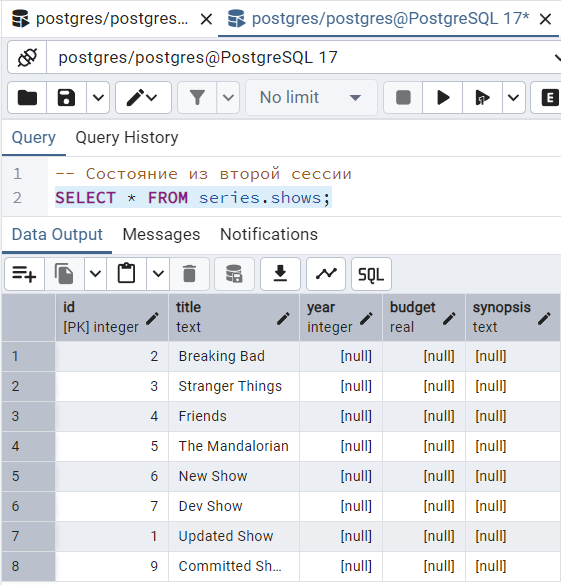 postgres/postgres... postgres/postgres@PostgreSQL 17*
postgres/postgres@PostgreSQL 17
No limit E
Query Query History
1 -- Состояние из второй сессии
2 SELECT * FROM series.shows;
Data Output Messages Notifications
SQL
id title year budget synopsis
[PK] integer text integer real text
1 2 Breaking Bad [null] [null] [null]
2 3 Stranger Things [null] [null] [null]
3 4 Friends [null] [null] [null]
4 5 The Mandalorian [null] [null] [null]
5 6 New Show [null] [null] [null]
6 7 Dev Show [null] [null] [null]
7 1 Updated Show [null] [null] [null]
8 9 Committed Sh... [null] [null] [null]